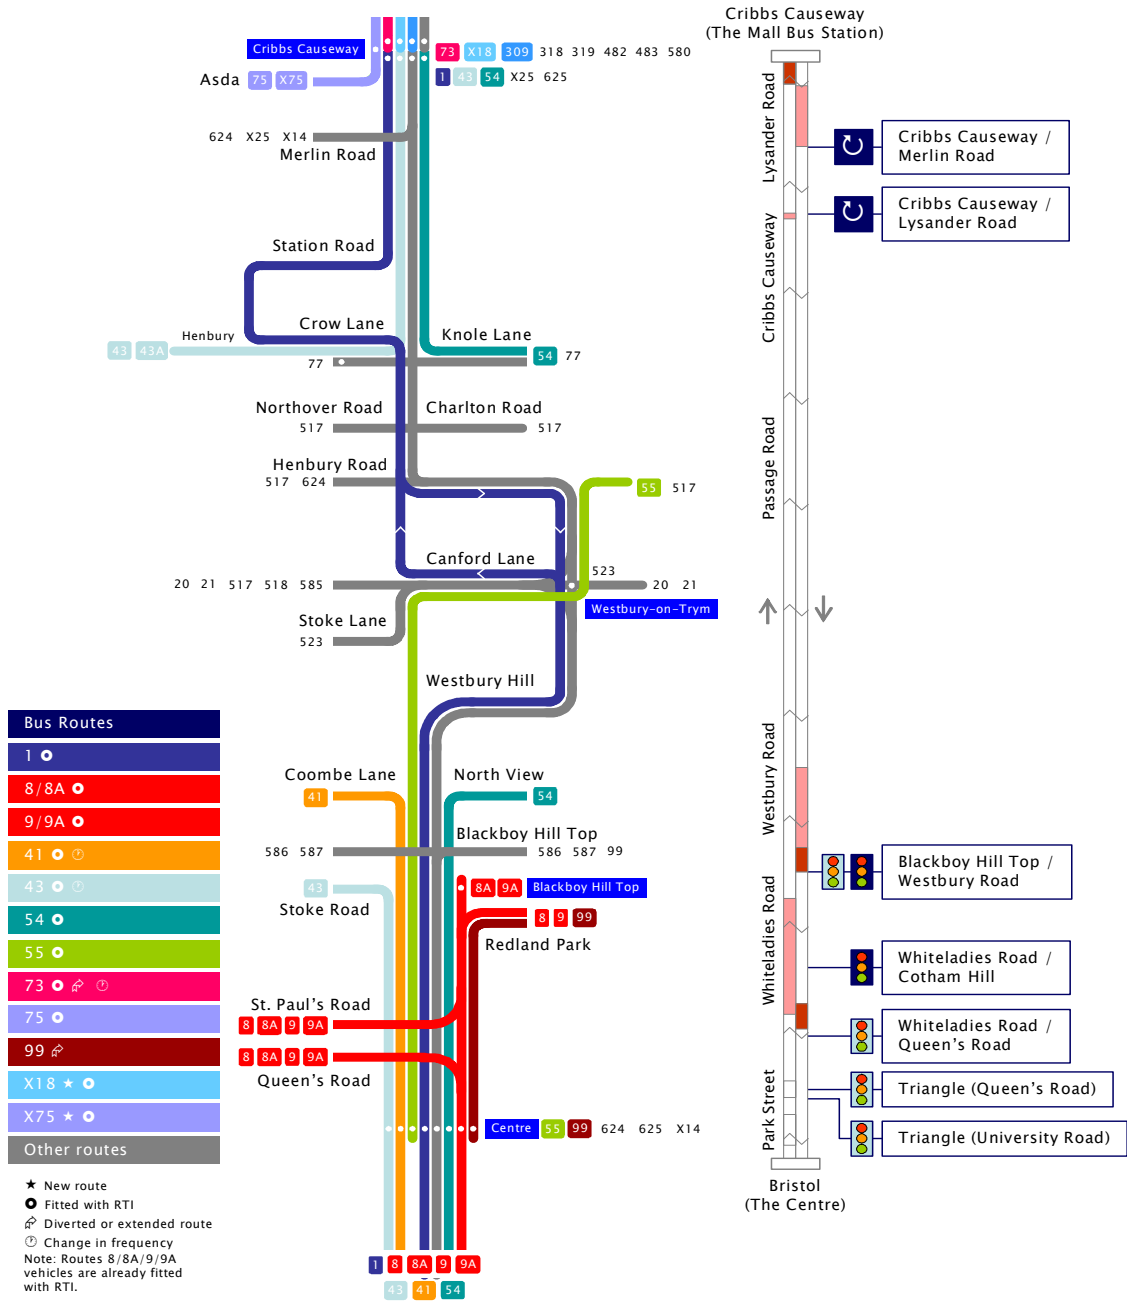 Cribbs Causeway
(The Mall Bus Station)
Cribbs Causeway
73 X18 309 318 319 482 483 580
Asda 75 X75
1 43 54 X25 625
624 X25 X14
Merlin Road
Station Road
Crow Lane
Knole Lane
Henbury
43 43A
54 77
77
Northover Road
Charlton Road
517
517
Henbury Road
517 624
55 517
Canford Lane
523
20 21 517 518 585
20 21
Westbury-on-Trym
Stoke Lane
523
Westbury Hill
Coombe Lane
North View
41
54
Blackboy Hill Top
586 587
586 587 99
43
8A 9A Blackboy Hill Top
Stoke Road
8 9 99
Redland Park
St. Paul's Road
8 8A 9 9A
8 8A 9 9A
Queen's Road
Centre 55 99 624 625 X14
1 8 8A 9 9A
43 41 54
Bus Routes
1
8/8A
9/9A
41
43
54
55
73
75
99
X18
X75
Other routes
New route
Fitted with RTI
Diverted or extended route
Change in frequency
Note: Routes 8/8A/9/9A
vehicles are already fitted
with RTI.
Lysander Road
Cribbs Causeway
Passage Road
Westbury Road
Whiteladies Road
Park Street
Cribbs Causeway /
Merlin Road
Cribbs Causeway /
Lysander Road
Blackboy Hill Top /
Westbury Road
Whiteladies Road /
Cotham Hill
Whiteladies Road /
Queen's Road
Triangle (Queen's Road)
Triangle (University Road)
Bristol
(The Centre)